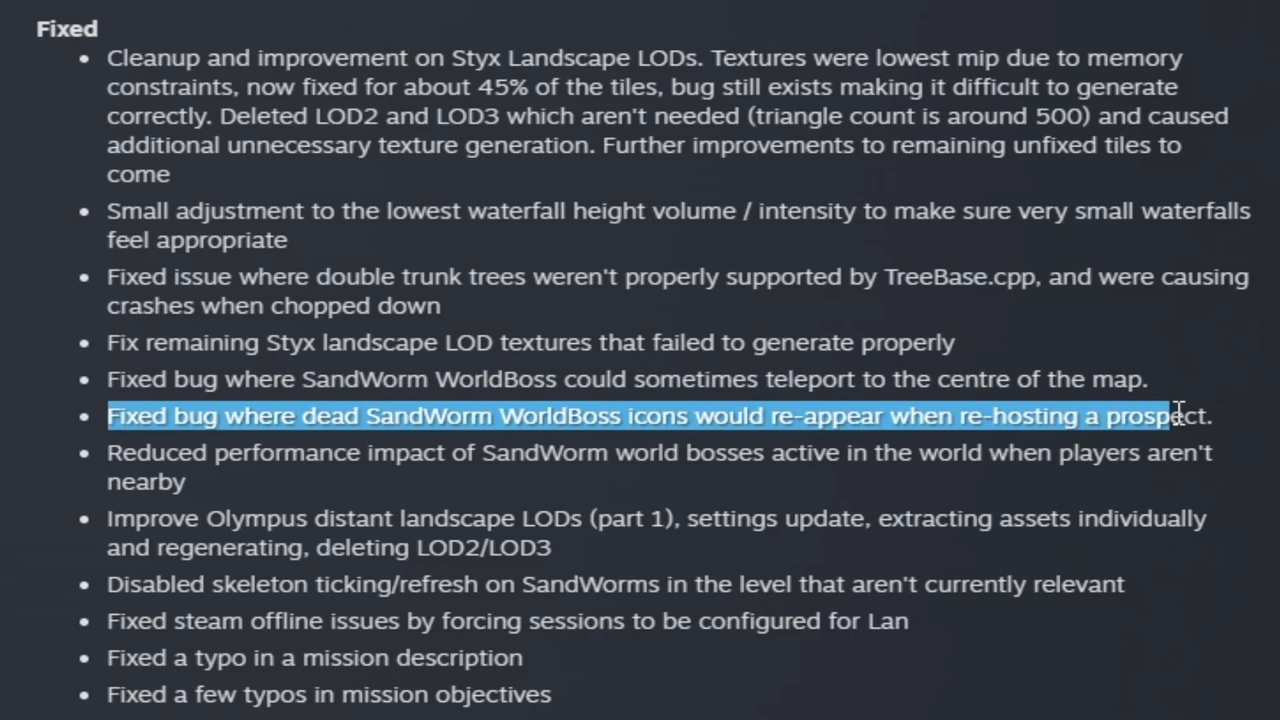 Fixed
• Cleanup and improvement on Styx Landscape LODs. Textures were lowest mip due to memory
constraints, now fixed for about 45% of the tiles, bug still exists making it difficult to generate
correctly. Deleted LOD2 and LOD3 which aren't needed (triangle count is around 500) and caused
additional unnecessary texture generation. Further improvements to remaining unfixed tiles to
come
• Small adjustment to the lowest waterfall height volume / intensity to make sure very small waterfalls
feel appropriate
• Fixed issue where double trunk trees weren't properly supported by TreeBase.cpp, and were causing
crashes when chopped down
• Fix remaining Styx landscape LOD textures that failed to generate properly
• Fixed bug where SandWorm WorldBoss could sometimes teleport to the centre of the map.
• Fixed bug where dead SandWorm WorldBoss icons would re-appear when re-hosting a prospect.
• Reduced performance impact of SandWorm world bosses active in the world when players aren't
nearby
• Improve Olympus distant landscape LODs (part 1), settings update, extracting assets individually
and regenerating, deleting LOD2/LOD3
• Disabled skeleton ticking/refresh on SandWorms in the level that aren't currently relevant
• Fixed steam offline issues by forcing sessions to be configured for Lan
• Fixed a typo in a mission description
• Fixed a few typos in mission objectives